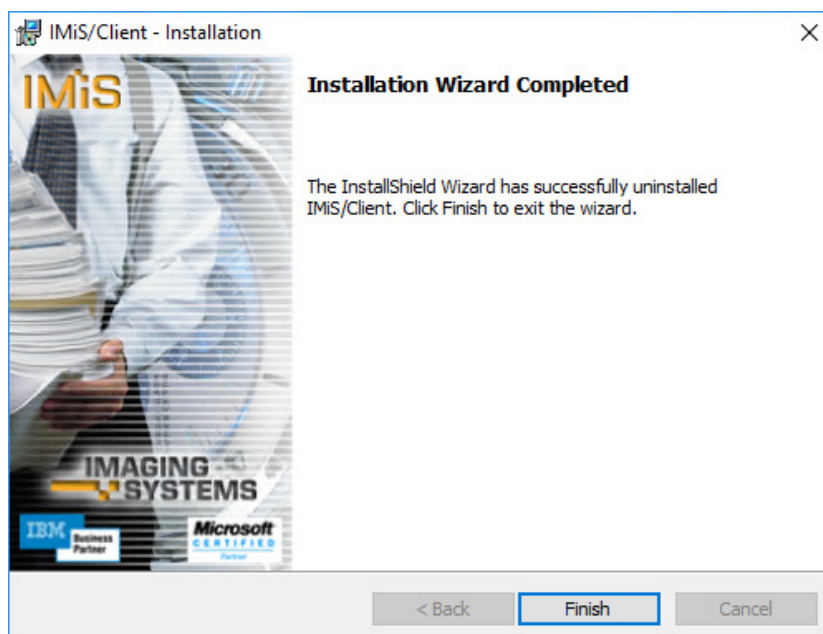 IMiS/Client - Installation
IMiS
Installation Wizard Completed
The InstallShield Wizard has successfully uninstalled
IMiS/Client. Click Finish to exit the wizard.
IMAGING
SYSTEMS
IBM
Business
Partner
Microsoft
CERTIFIED
Partner
< Back
Finish
Cancel